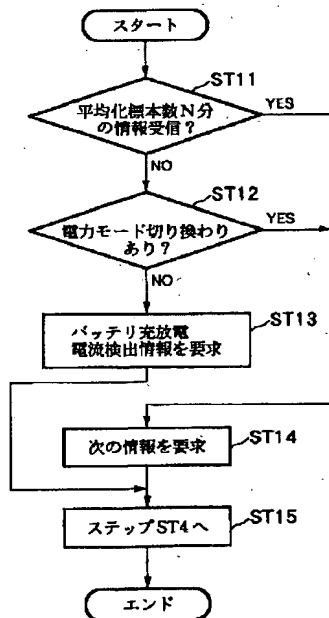 スタート
ST11
平均化標本数N分
の情報受信?
YES
NO
ST12
電力モード切り換わり
あり?
YES
NO
ST13
バッテリ充放電
電流検出情報を要求
ST14
次の情報を要求
ST15
ステップST4へ
エンド